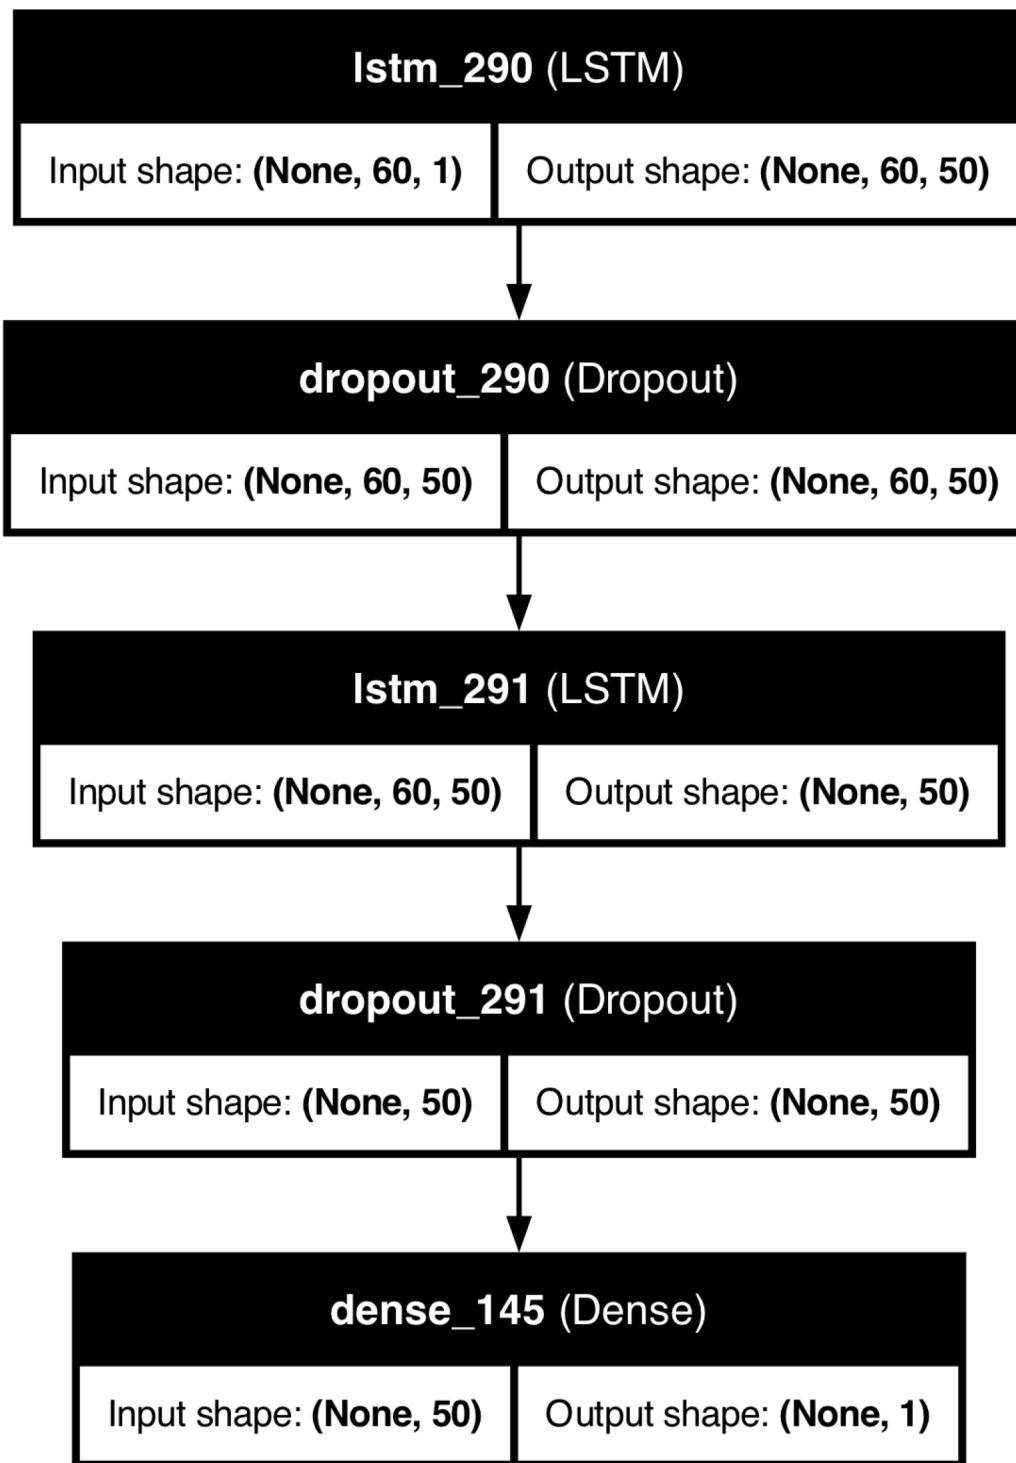 lstm_290 (LSTM)
Input shape: (None, 60, 1) Output shape: (None, 60, 50)
dropout_290 (Dropout)
Input shape: (None, 60, 50) Output shape: (None, 60, 50)
lstm_291 (LSTM)
Input shape: (None, 60, 50) Output shape: (None, 50)
dropout_291 (Dropout)
Input shape: (None, 50) Output shape: (None, 50)
dense_145 (Dense)
Input shape: (None, 50) Output shape: (None, 1)